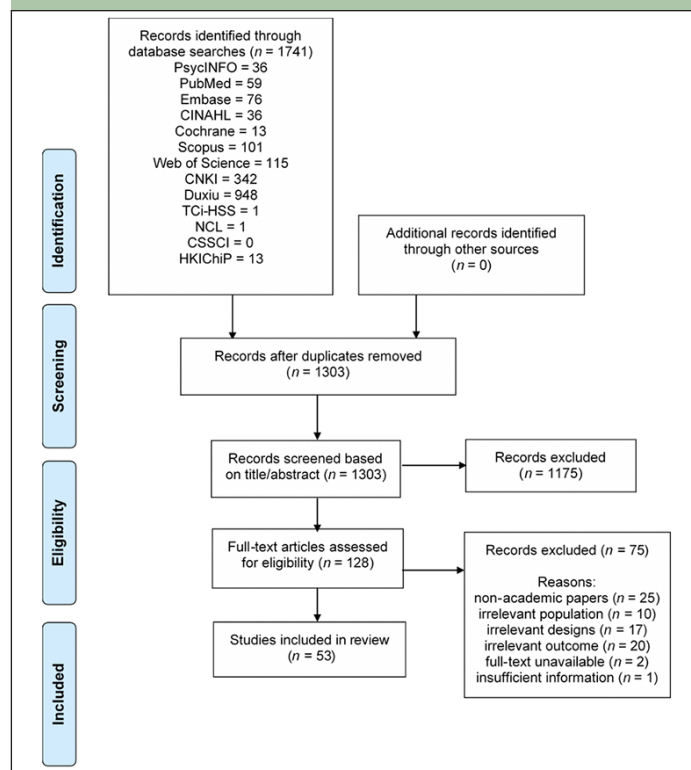 Records identified through
database searches (n = 1741)
PsycINFO = 36
PubMed = 59
Embase = 76
CINAHL = 36
Cochrane = 13
Scopus = 101
Web of Science = 115
CNKI = 342
Duxiu = 948
TCi-HSS = 1
NCL = 1
CSSCI = 0
HKIChiP = 13
Additional records identified
through other sources
(n = 0)
Identification
Records after duplicates removed
(n = 1303)
Screening
Records screened based
on title/abstract (n = 1303)
Records excluded
(n = 1175)
Full-text articles assessed
for eligibility (n = 128)
Records excluded (n = 75)
Reasons:
non-academic papers (n = 25)
irrelevant population (n = 10)
irrelevant designs (n = 17)
irrelevant outcome (n = 20)
full-text unavailable (n = 2)
insufficient information (n = 1)
Eligibility
Studies included in review
(n = 53)
Included